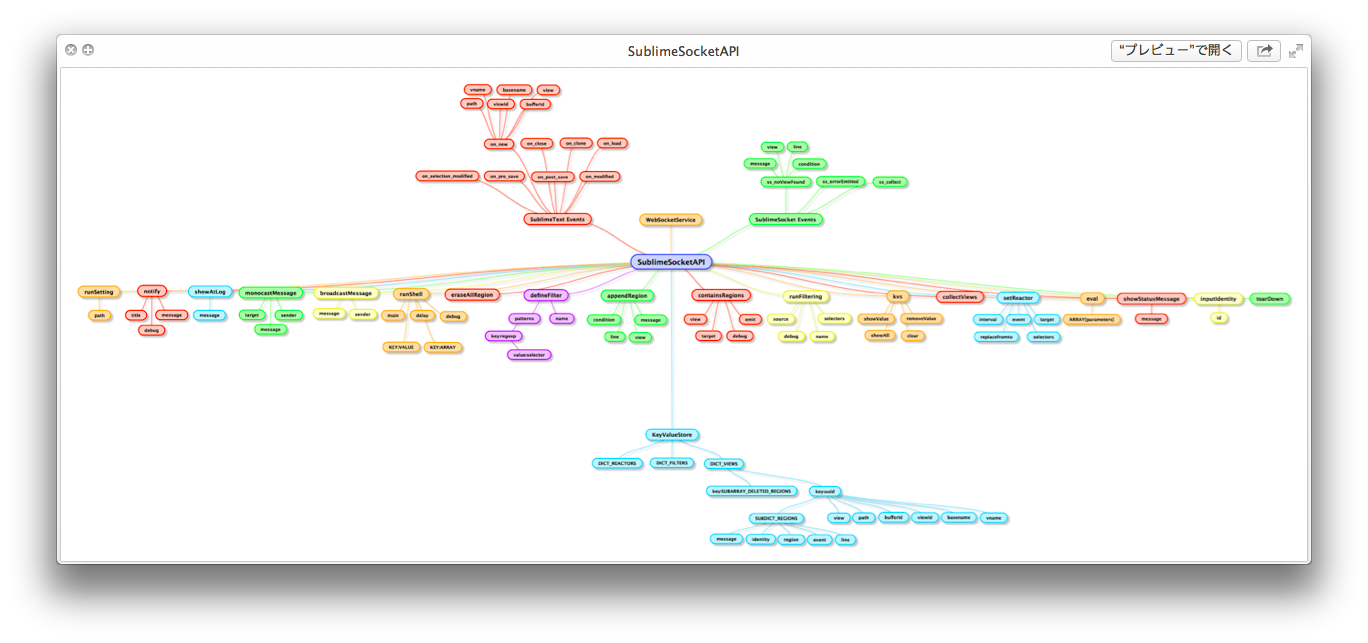 SublimeSocketAPI
"プレビュー"で開く
vname basename view
path viewId bufferId
on_new on_close on_clone on_load
on_selection_modified on_pre_save on_post_save on_modified
SublimeText Events
WebSocketService
view line
message condition
ss_noViewFound ss_errorEmitted ss_collect
SublimeSocket Events
SublimeSocketAPI
runSetting notify showAtLog monocastMessage broadcastMessage runShell eraseAllRegion defineFilter appendRegion containsRegions runFiltering kvs collectViews setReactor eval showStatusMessage inputIdentity tearDown
path
title message
debug
message
target sender
message
message sender
main delay debug
KEY:VALUE KEY:ARRAY
patterns name
key:regexp
value:selector
condition message
line view
view emit
target debug
source selectors
debug name
showValue removeValue
showAll clear
interval event target
replacefromto selectors
ARRAY[parameters]
message
id
KeyValueStore
DICT_REACTORS DICT_FILTERS DICT_VIEWS
key:SUBARRAY_DELETED_REGIONS key:uuid
SUBDICT_REGIONS view path bufferId viewId basename vname
message identity region event line